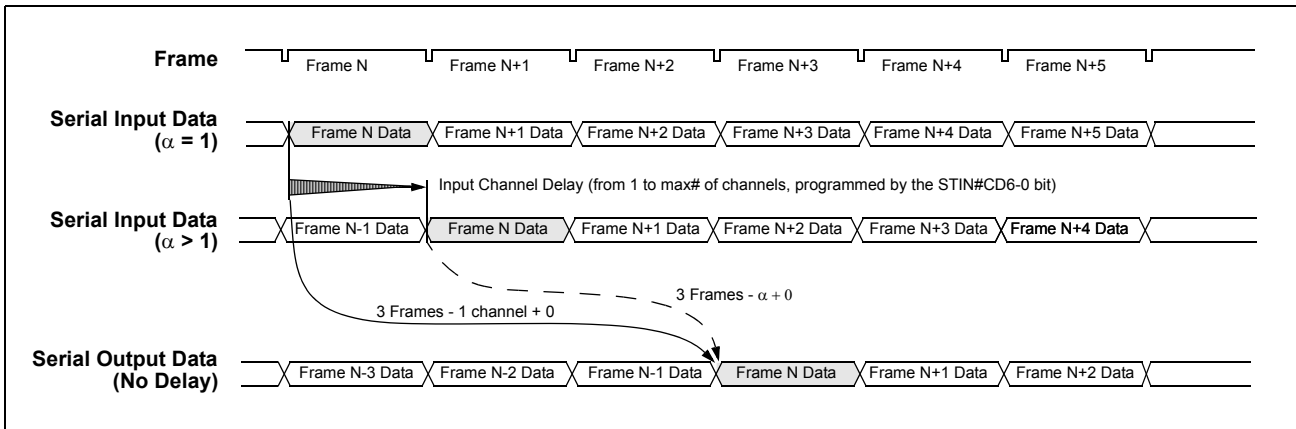 Frame
Frame N
Frame N+1
Frame N+2
Frame N+3
Frame N+4
Frame N+5
Serial Input Data
(α = 1)
Frame N Data
Frame N+1 Data
Frame N+2 Data
Frame N+3 Data
Frame N+4 Data
Frame N+5 Data
Input Channel Delay (from 1 to max# of channels, programmed by the STIN#CD6-0 bit)
Serial Input Data
(α > 1)
Frame N-1 Data
Frame N Data
Frame N+1 Data
Frame N+2 Data
Frame N+3 Data
Frame N+4 Data
3 Frames - α + 0
3 Frames - 1 channel + 0
Serial Output Data
(No Delay)
Frame N-3 Data
Frame N-2 Data
Frame N-1 Data
Frame N Data
Frame N+1 Data
Frame N+2 Data